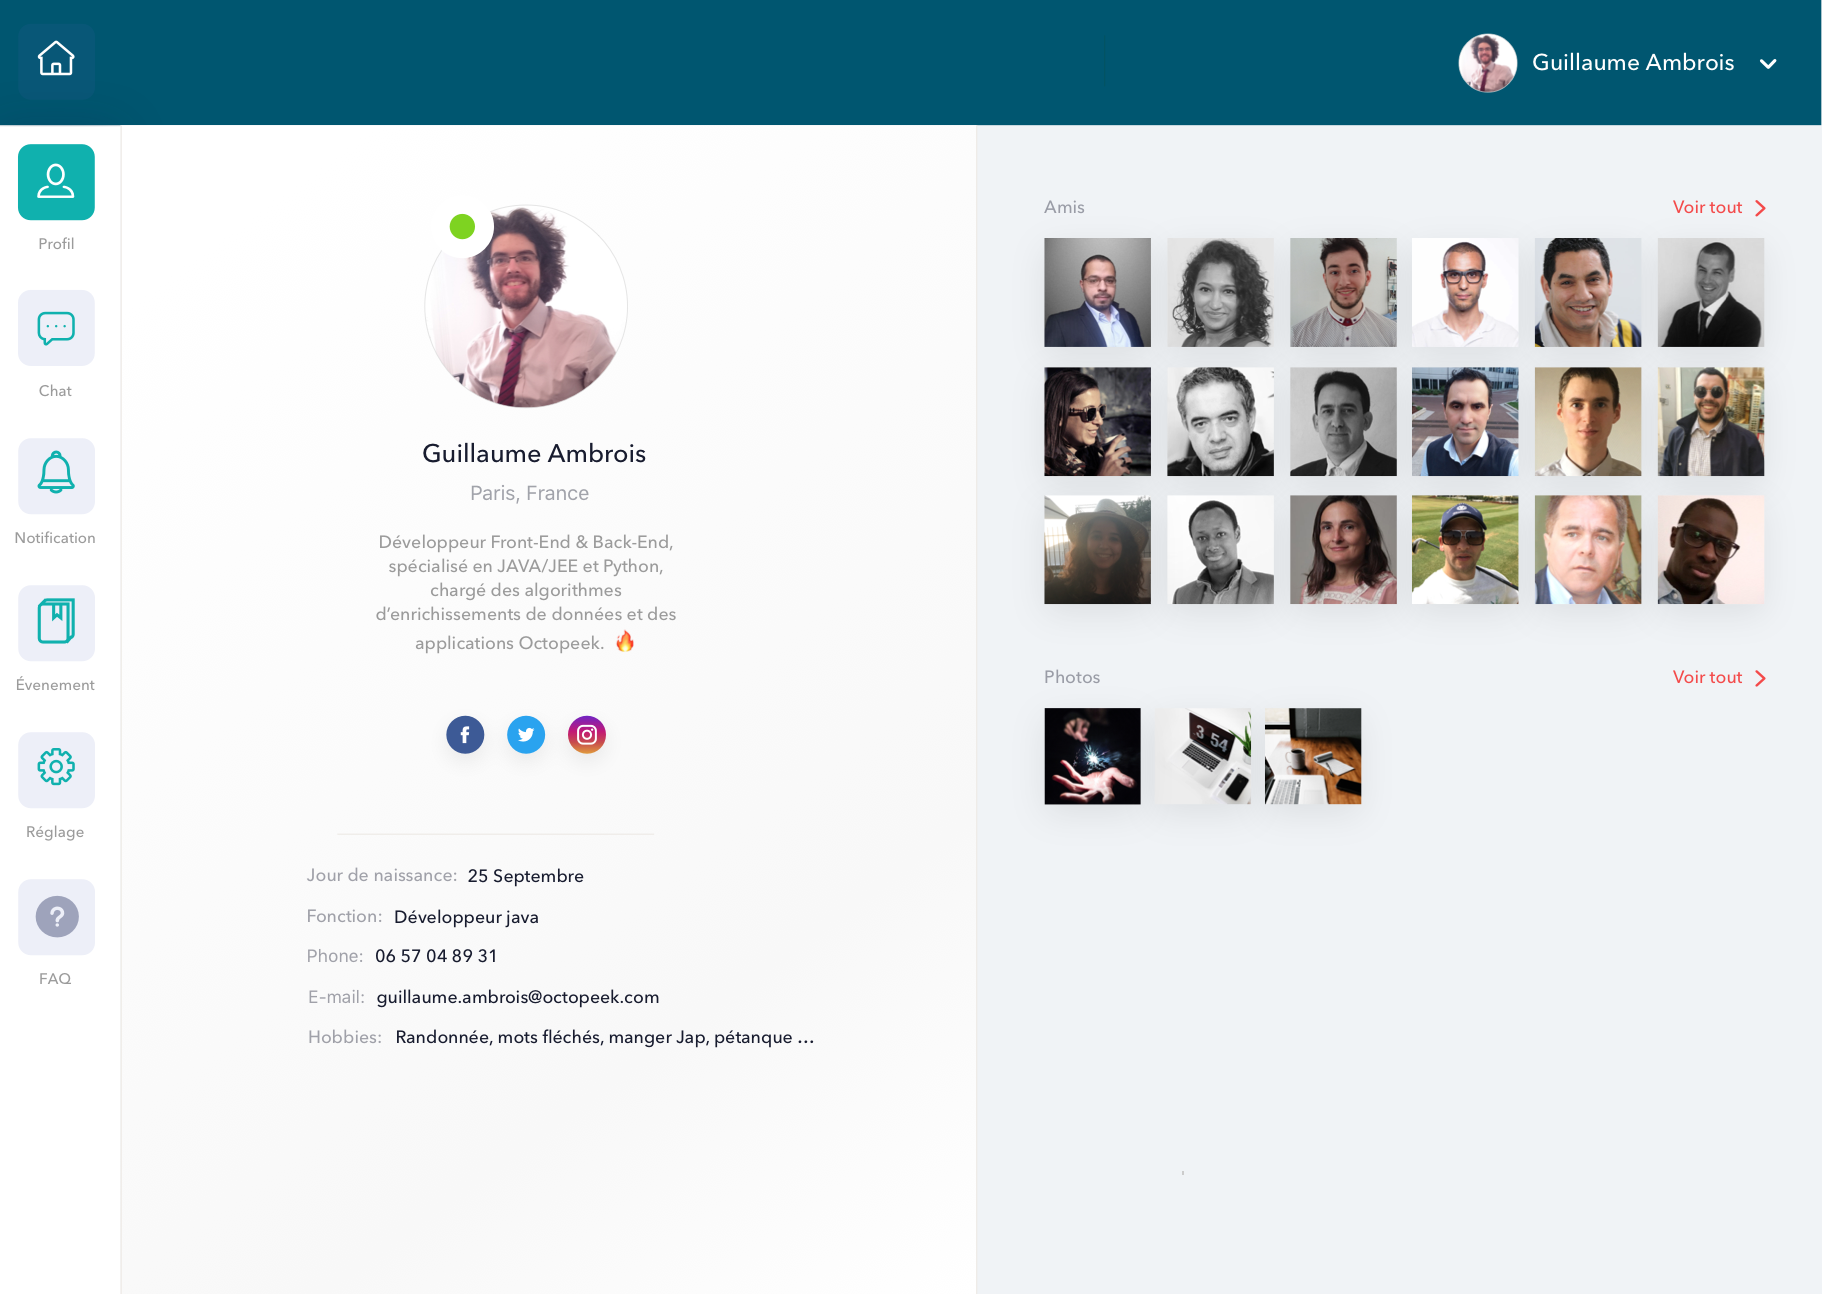 Guillaume Ambrois
Profil
Chat
Notification
Évenement
Réglage
?
FAQ
Guillaume Ambrois
Paris, France
Développeur Front-End & Back-End,
spécialisé en JAVA/JEE et Python,
chargé des algorithmes
d’enrichissements de données et des
applications Octopeek. 🔥
Jour de naissance: 25 Septembre
Fonction: Développeur java
Phone: 06 57 04 89 31
E-mail: guillaume.ambrois@octopeek.com
Hobbies: Randonnée, mots fléchés, manger Jap, pétanque ...
Amis
Voir tout
Photos
Voir tout
3 54